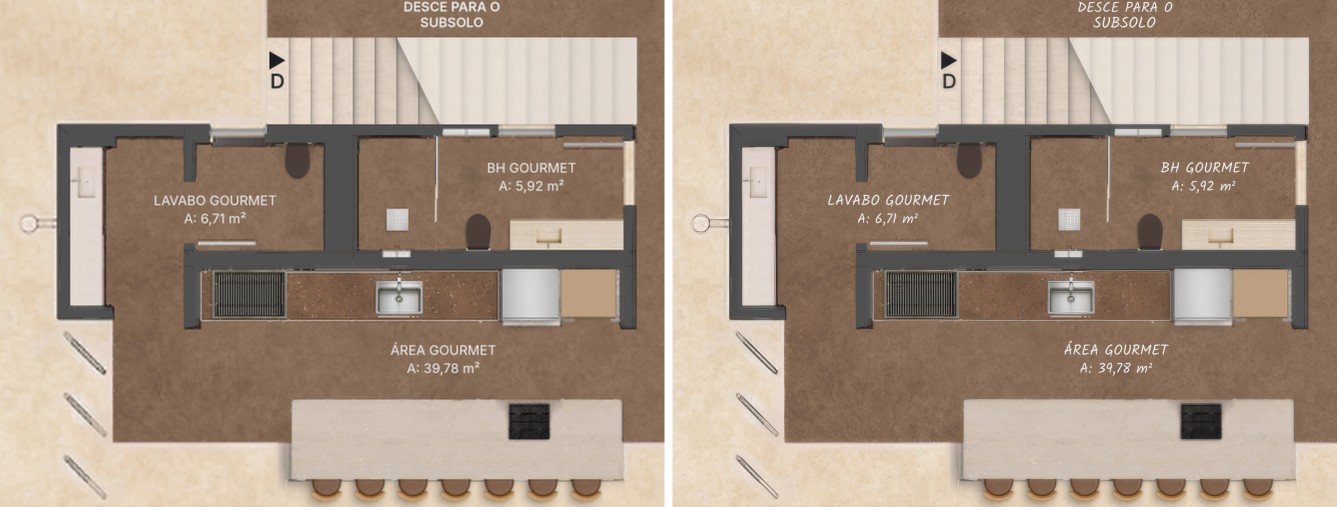 DESCE PARA O
SUBSOLO
D
LAVABO GOURMET
A: 6,71 m²
BH GOURMET
A: 5,92 m²
ÁREA GOURMET
A: 39,78 m²
DESCE PARA O
SUBSOLO
D
LAVABO GOURMET
A: 6,71 m²
BH GOURMET
A: 5,92 m²
ÁREA GOURMET
A: 39,78 m²